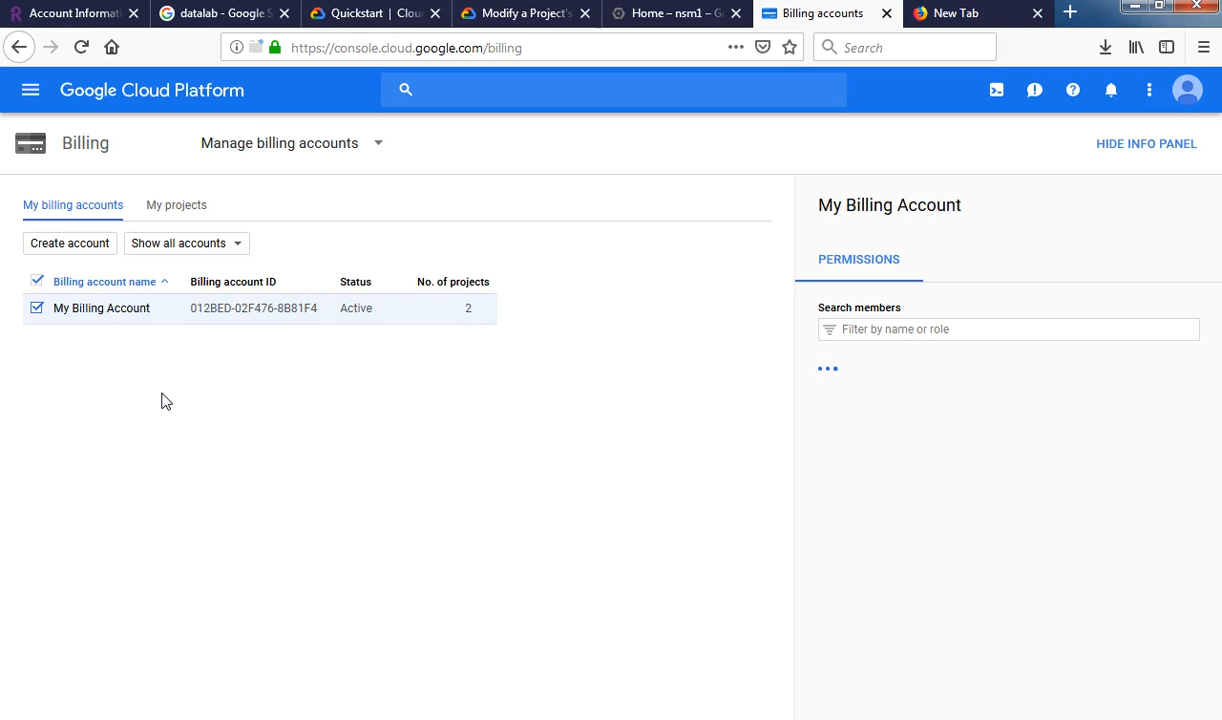 Account Informati
datalab - Google S
Quickstart | Clou
Modify a Project's
Home – nsm1 – G
Billing accounts
New Tab
https://console.cloud.google.com/billing
Search
Google Cloud Platform
Billing
Manage billing accounts
HIDE INFO PANEL
My billing accounts
My projects
My Billing Account
Create account
Show all accounts
PERMISSIONS
Billing account name
Billing account ID
Status
No. of projects
My Billing Account
012BED-02F476-8B81F4
Active
2
Search members
Filter by name or role